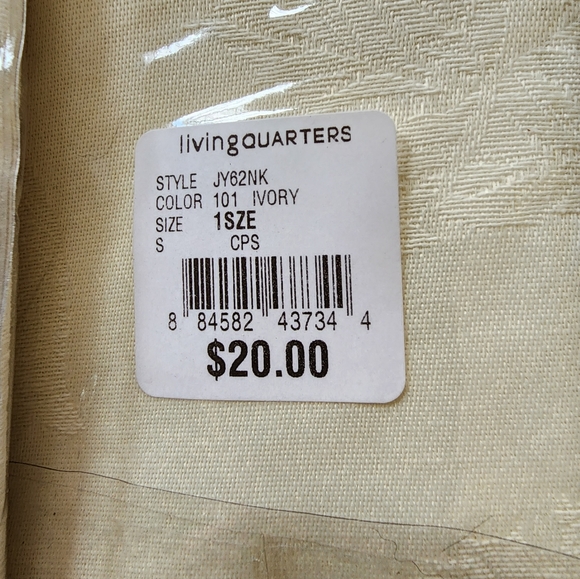 livingQUARTERS
STYLE JY62NK
COLOR 101 IVORY
SIZE 1SZE
S CPS
8 84582 43734 4
$20.00